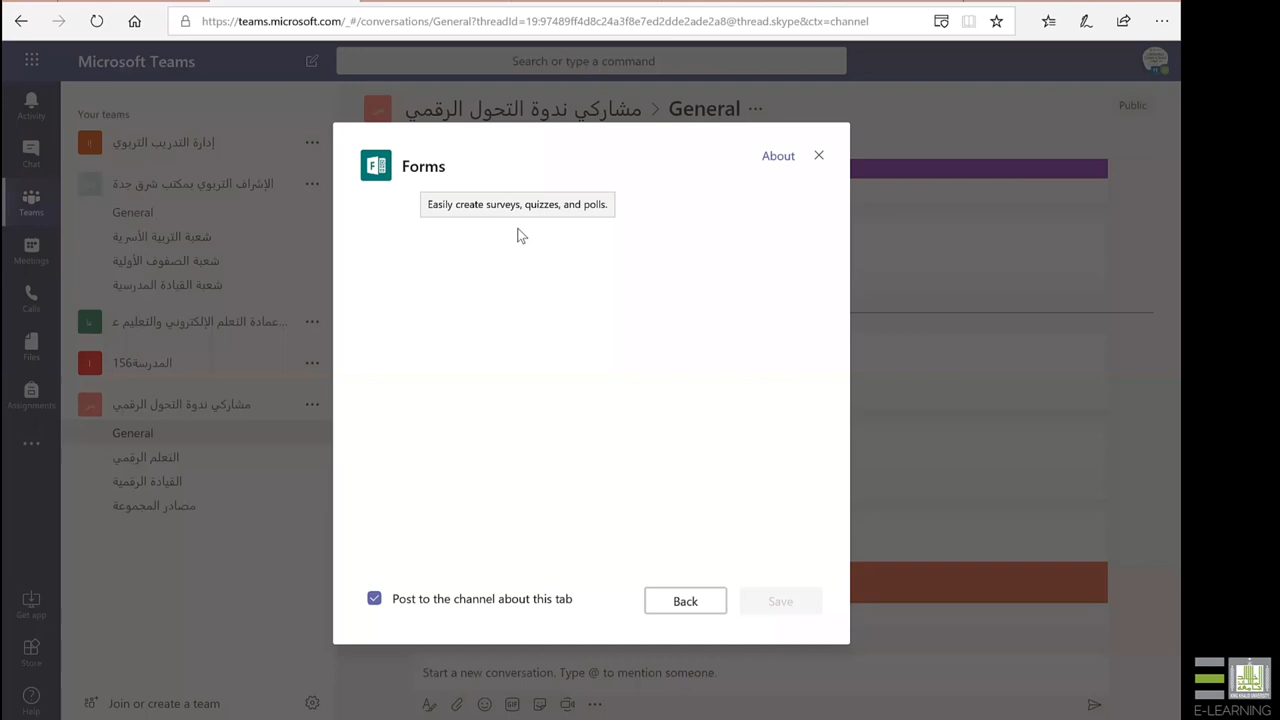 https://teams.microsoft.com/_#/conversations/General?threadId=19:97489ff4d8c24a3f8e7ed2dde2ade2a8@thread.skype&ctx=channel
Microsoft Teams
Search or type a command
Activity
Chat
Teams
Meetings
Calls
Files
Assignments
Get app
Store
Help
Your teams
إدارة التدريب التربوي
الإشراف التربوي بمكتب شرق جدة
General
شعبة التربية الأسرية
شعبة الصفوف الأولية
شعبة القيادة المدرسية
عمادة التعلم الإلكتروني والتعليم ع...
المدرسة156
مشاركي ندوة التحول الرقمي
General
التعلم الرقمي
القيادة الرقمية
مصادر المجموعة
Join or create a team
مشاركي ندوة التحول الرقمي > General ...
Public
Forms
About
Easily create surveys, quizzes, and polls.
Post to the channel about this tab
Back
Save
Start a new conversation. Type @ to mention someone.
GIF
E-LEARNING